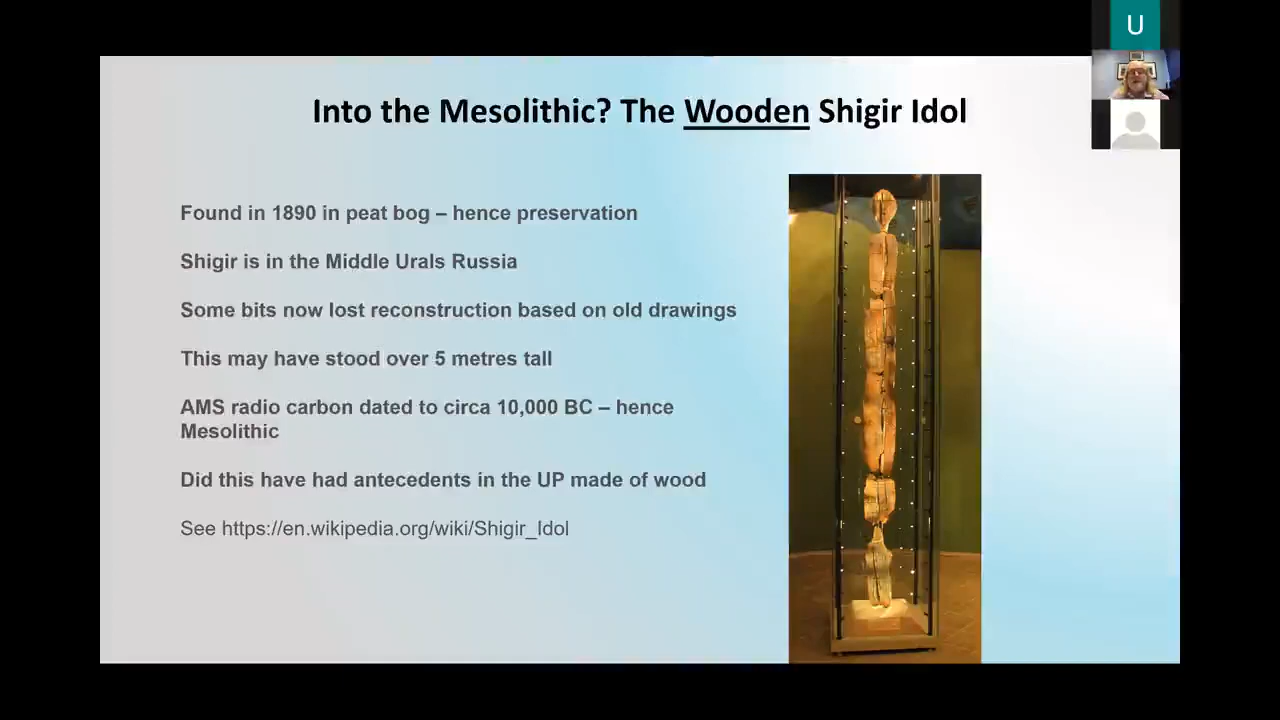 U
Into the Mesolithic? The Wooden Shigir Idol
Found in 1890 in peat bog – hence preservation
Shigir is in the Middle Urals Russia
Some bits now lost reconstruction based on old drawings
This may have stood over 5 metres tall
AMS radio carbon dated to circa 10,000 BC – hence
Mesolithic
Did this have had antecedents in the UP made of wood
See https://en.wikipedia.org/wiki/Shigir_Idol